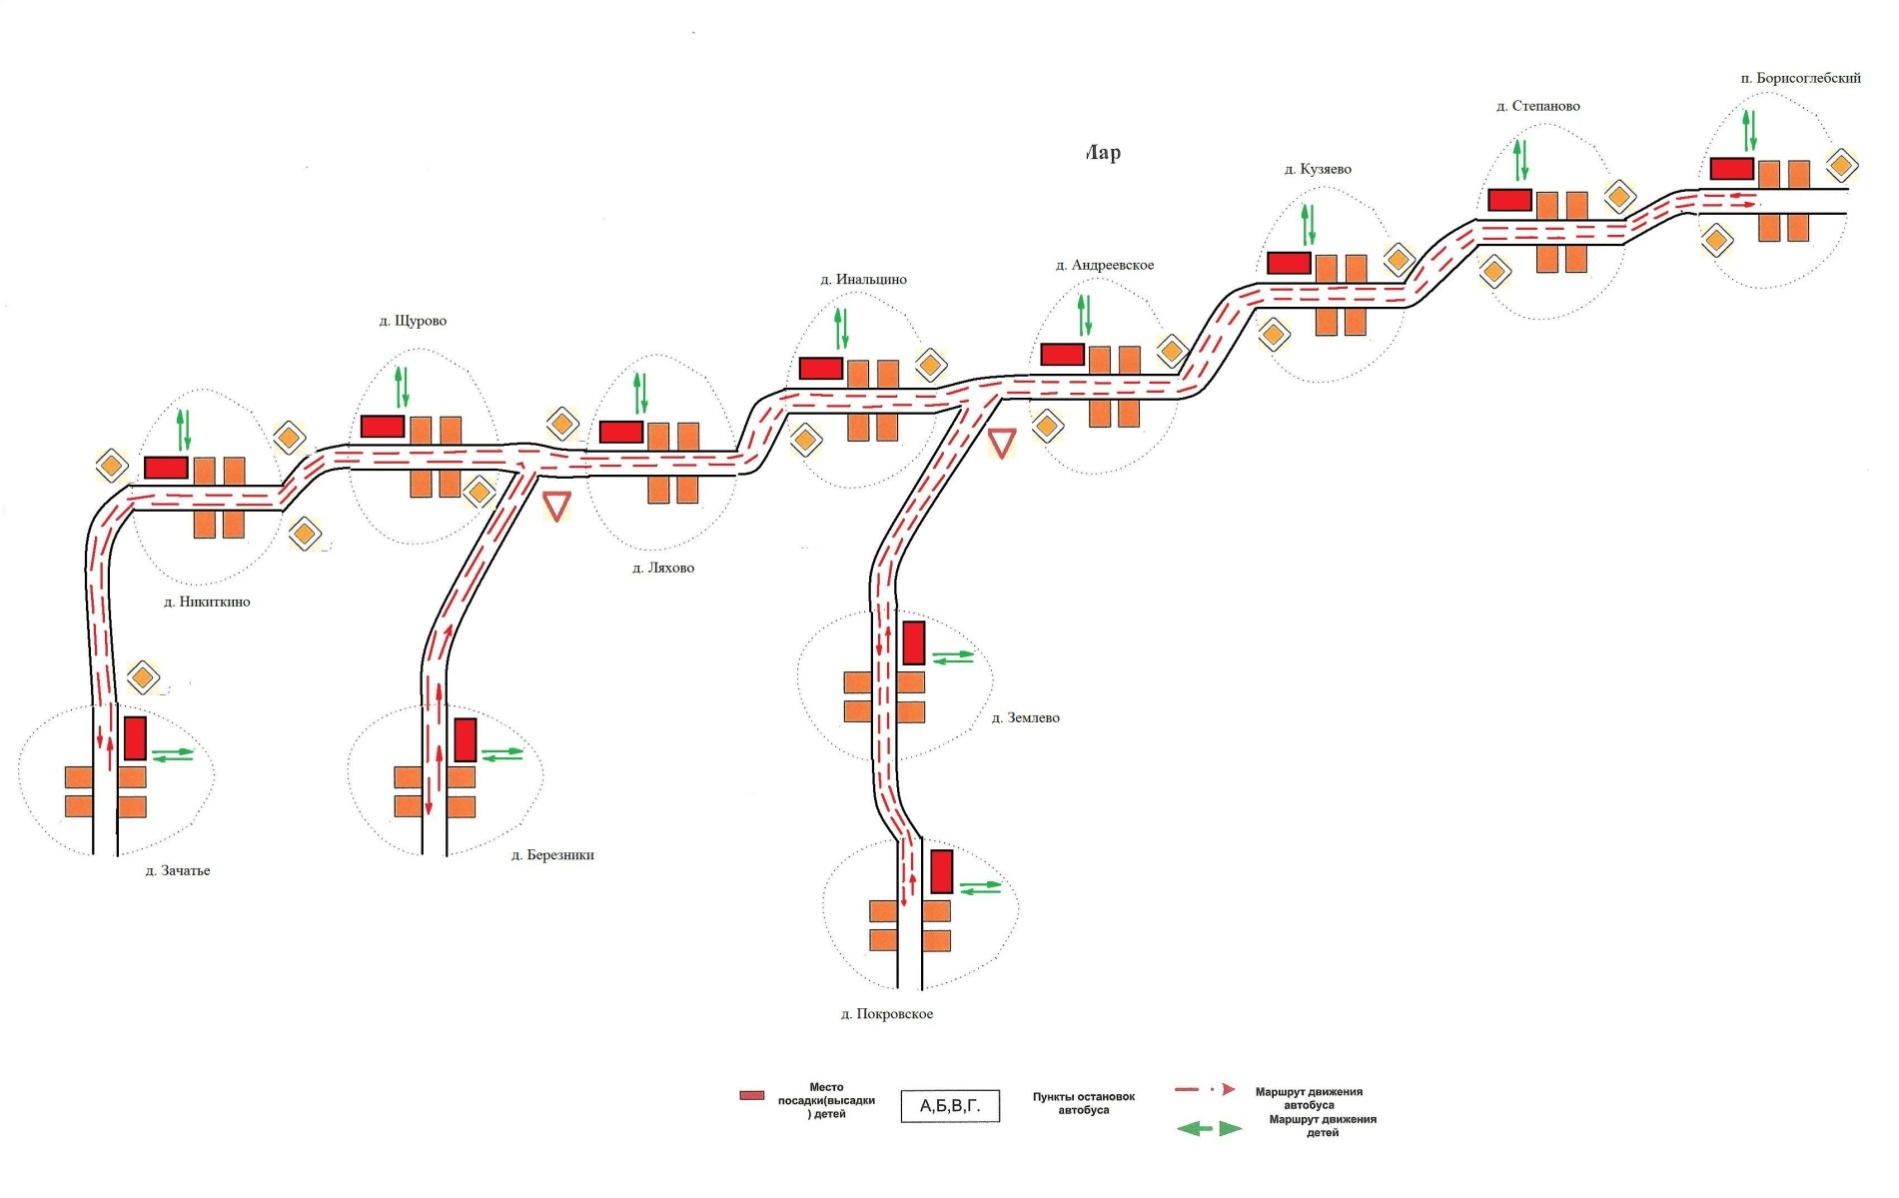 п. Борисоглебский
д. Степаново
д. Кузяево
д. Андреевское
д. Инальцино
д. Щурово
д. Ляхово
д. Никиткино
д. Землево
д. Березники
д. Зачатье
д. Покровское
Место
посадки(высадки
) детей
А,Б,В,Г.
Пункты остановок
автобуса
Маршрут движения
автобуса
Маршрут движения
детей